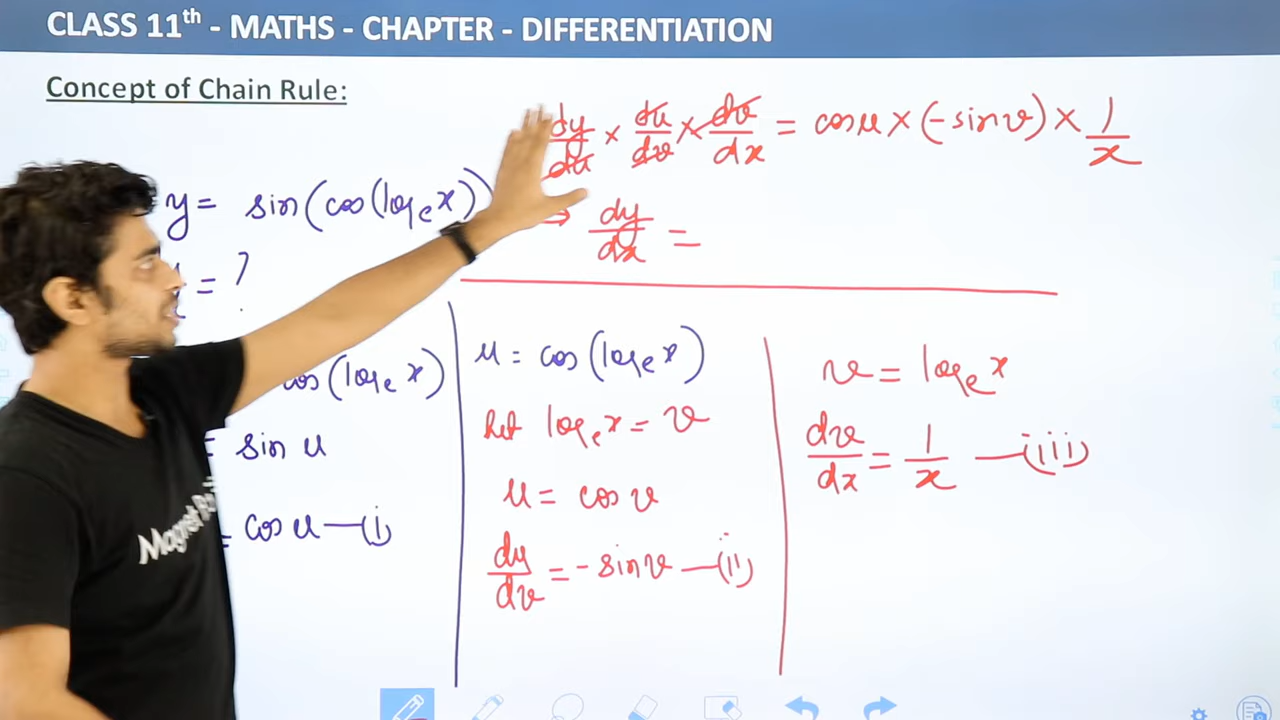 CLASS 11th - MATHS - CHAPTER - DIFFERENTIATION
Concept of Chain Rule:
dy/du × du/dv × dv/dx = cos u × (-sin v) × 1/x
y = sin(cos(logₑ x))
⇒ dy/dx =
= ?
cos(logₑ x)
= sin u
= cos u —(i)
u = cos(logₑ x)
Let logₑ x = v
u = cos v
du/dv = - sin v —(ii)
v = logₑ x
dv/dx = 1/x —(iii)